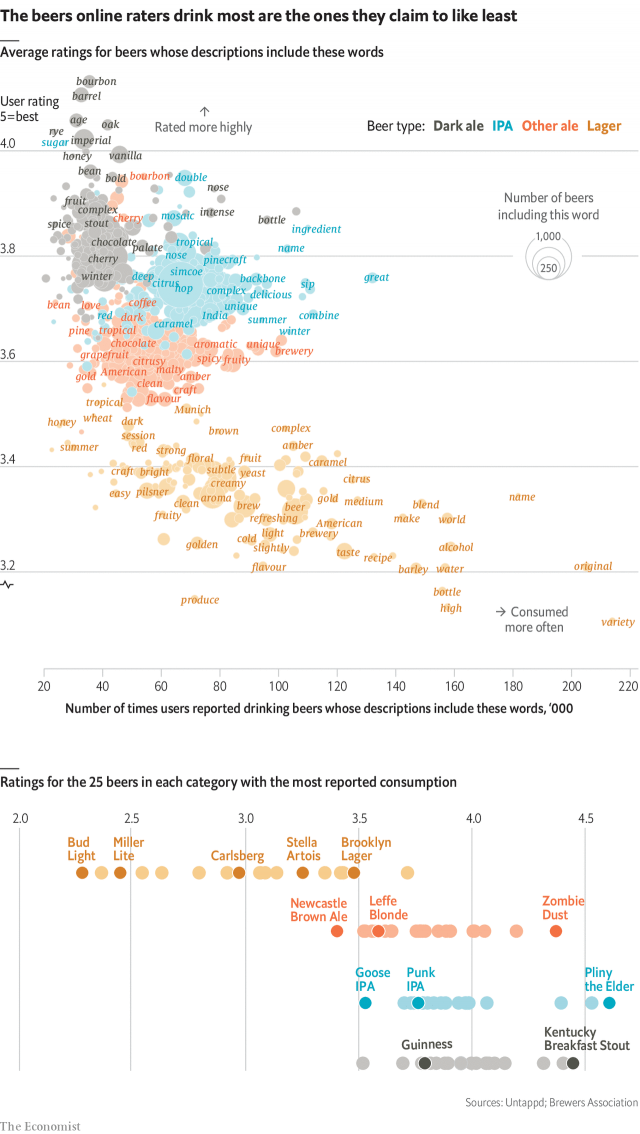 The beers online raters drink most are the ones they claim to like least
Average ratings for beers whose descriptions include these words
User rating
5=best
bourbon
barrel
age
oak
rye
sugar
imperial
honey
vanilla
↑
Rated more highly
Beer type: Dark ale IPA Other ale Lager
4.0
bean
bold
bourbon
double
nose
fruit
complex
stout
spice
cherry
mosaic
intense
bottle
ingredient
Number of beers
including this word
1,000
250
chocolate
palate
tropical
name
3.8
cherry
nose
pinecraft
winter
deep
simcoe
citrus
hop
complex
backbone
delicious
sip
great
bean
love
coffee
unique
red
dark
India
summer
combine
pine
tropical
caramel
winter
chocolate
aromatic
unique
brewery
3.6
grapefruit
citrusy
spicy
fruity
gold
American
malty
amber
clean
craft
flavour
tropical
Munich
honey
wheat
dark
session
brown
complex
summer
red
strong
amber
3.4
floral
fruit
caramel
craft
bright
subtle
yeast
citrus
creamy
easy
pilsner
aroma
gold
medium
name
clean
brew
beer
blend
fruity
refreshing
American
make
world
light
brewery
golden
cold
slightly
taste
recipe
alcohol
3.2
flavour
barley
water
original
produce
bottle
high
→ Consumed
more often
variety
20 40 60 80 100 120 140 160 180 200 220
Number of times users reported drinking beers whose descriptions include these words, ’000
Ratings for the 25 beers in each category with the most reported consumption
2.0 2.5 3.0 3.5 4.0 4.5
Bud
Light
Miller
Lite
Carlsberg
Stella
Artois
Brooklyn
Lager
Newcastle
Brown Ale
Leffe
Blonde
Zombie
Dust
Goose
IPA
Punk
IPA
Pliny
the Elder
Guinness
Kentucky
Breakfast Stout
Sources: Untappd; Brewers Association
The Economist